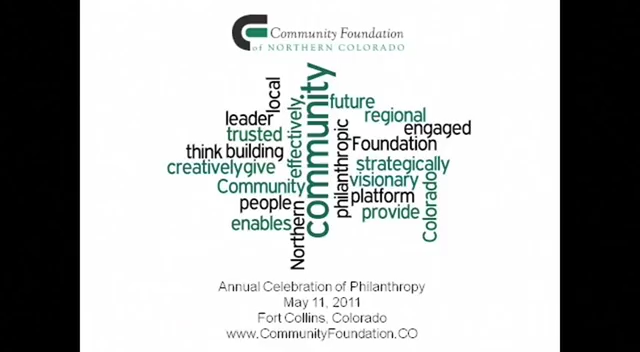 Community Foundation
of NORTHERN COLORADO
local
leader
trusted
think building
creatively give
Community
people
enables
Northern
effectively
community
philanthropic
future
regional
engaged
Foundation
strategically
visionary
platform
provide
Colorado
Annual Celebration of Philanthropy
May 11, 2011
Fort Collins, Colorado
www.CommunityFoundation.CO